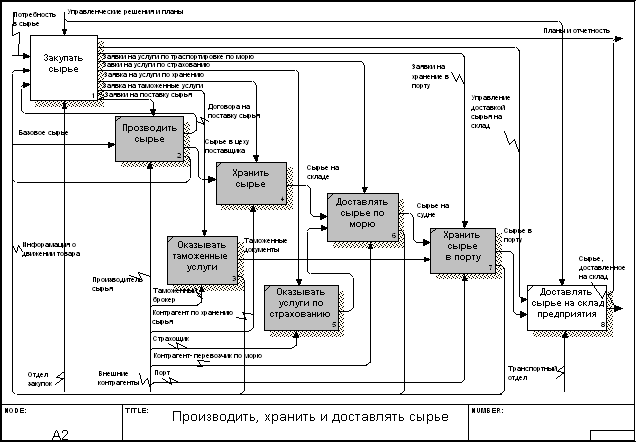 Потребность
в сырье
Управленческие решения и планы
Планы и отчетность
Закупать
сырье
1
Заявки на услуги по траспортировке по морю
Завки на услуги по страхованию
Заявка на услуги по хранению
Заявка на таможенные услуги
Заявки на поставку сырья
Заявки на
хранение в
порту
Управление
доставкой
сырья на
склад
Договора на
поставку сырья
Базовое сырье
Прозводить
сырье
2
Сырье в цеху
поставщика
Хранить
сырье
4
Сырье на
складе
Доставлять
сырье по
морю
6
Сырье на
судне
Хранить
сырье
в порту
7
Сырье в
порту
Оказывать
таможенные
услуги
3
Таможенные
документы
Информация о
движении товара
Производитель
сырья
Таможенный
брокер
Контрагент по хранению
сырья
Оказывать
услуги по
страхованию
5
Сырье,
доставленное
на склад
Доставлять
сырье на склад
предприятия
8
Страхощик
Контрагент- перевозчик по морю
Отдел
закупок
Внешние
контрагенты
Порт
Транспортный
отдел
NODE:
TITLE:
NUMBER:
A2
Производить, хранить и доставлять сырье